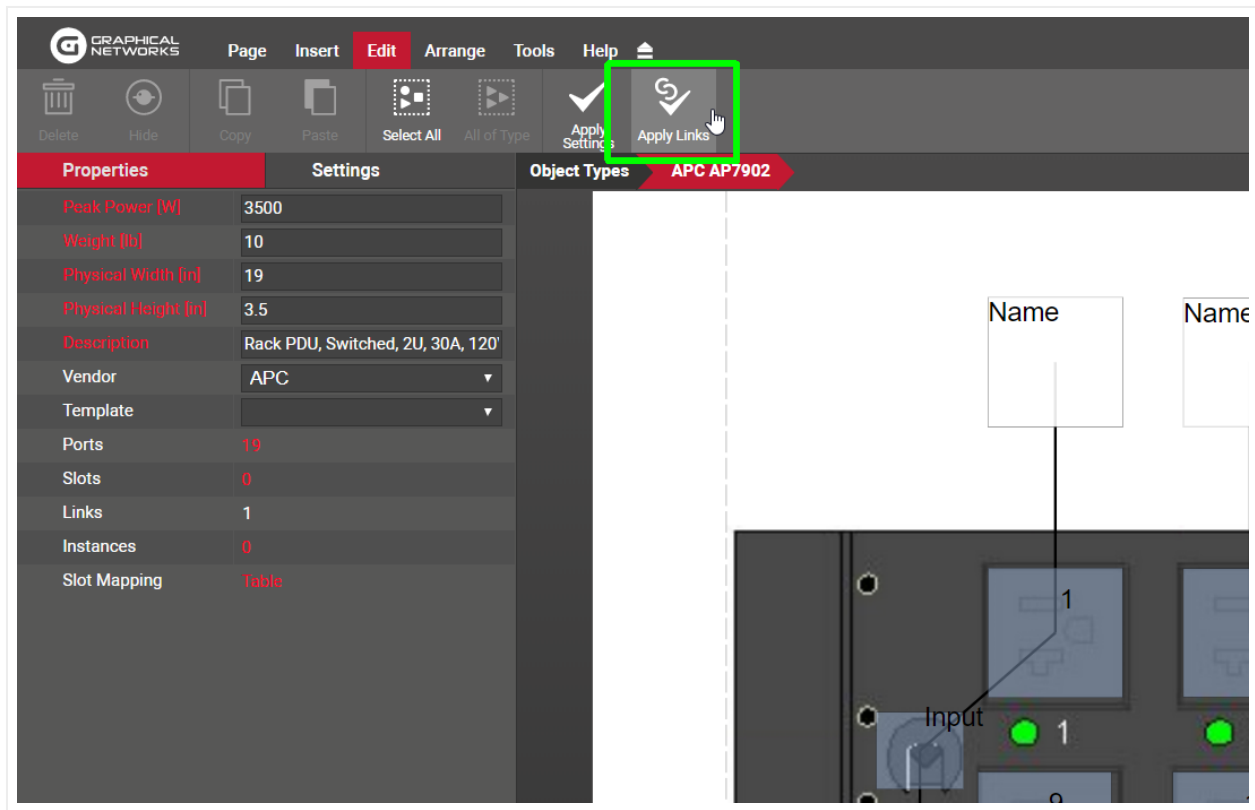 GRAPHICAL
NETWORKS
Page Insert Edit Arrange Tools Help
Delete Hide Copy Paste Select All All of Type Apply Settings Apply Links
Properties Settings Object Types APC AP7902
Peak Power [W] 3500
Weight [lb] 10
Physical Width [in] 19
Physical Height [in] 3.5
Description Rack PDU, Switched, 2U, 30A, 120V
Vendor APC
Template
Ports 19
Slots 0
Links 1
Instances 0
Slot Mapping Table
Name Name
1
Input
1
9